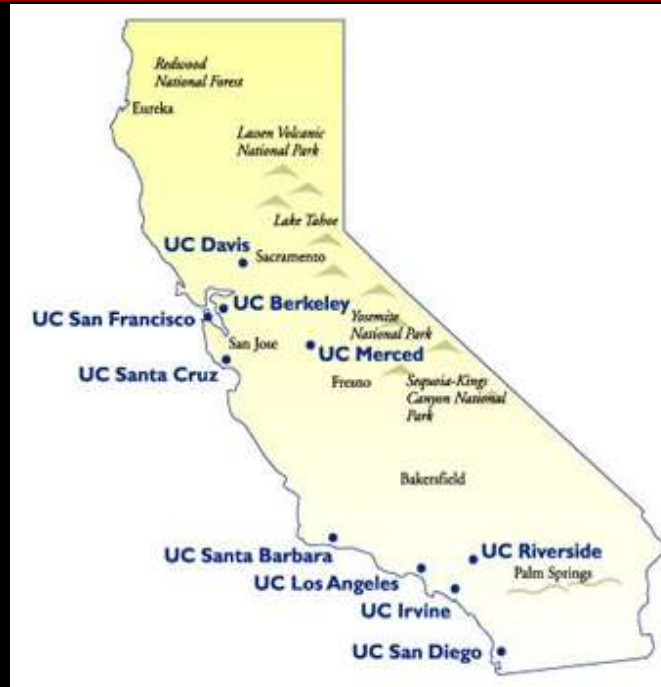 Redwood
National Forest
Eureka
Lassen Volcanic
National Park
Lake Tahoe
UC Davis
Sacramento
UC Berkeley
UC San Francisco
Yosemite
National Park
San Jose
UC Merced
UC Santa Cruz
Fresno
Sequoia-Kings
Canyon National
Park
Bakersfield
UC Santa Barbara
UC Riverside
Palm Springs
UC Los Angeles
UC Irvine
UC San Diego